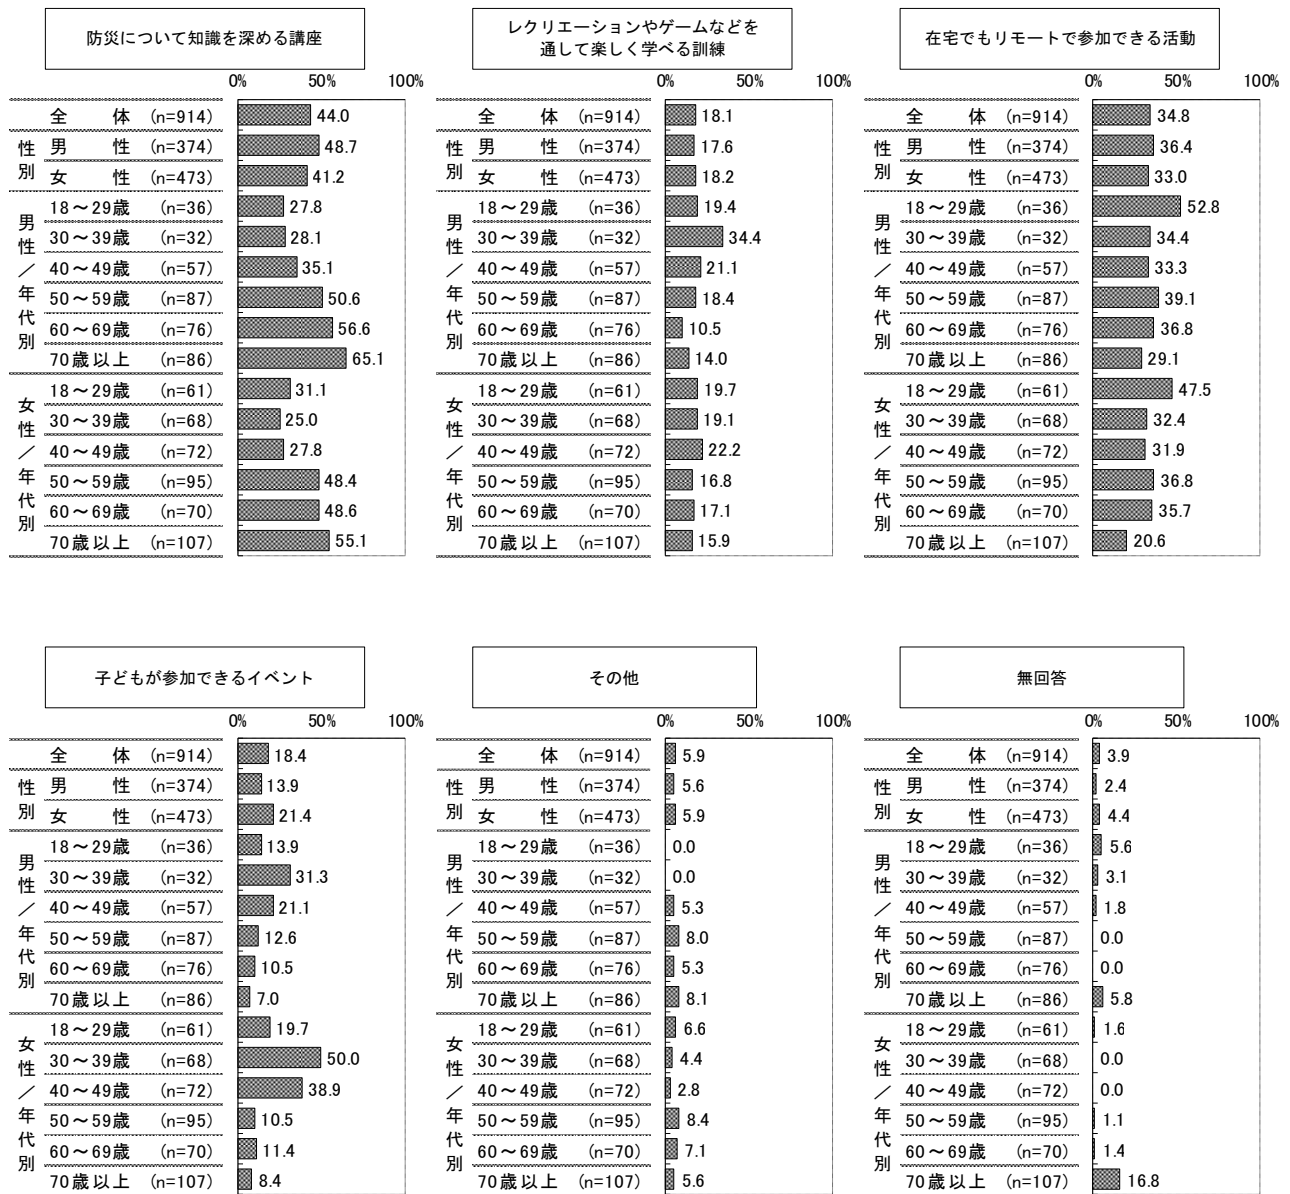 防災について知識を深める講座
0% 50% 100%
全 体 (n=914) 44.0
性別
男 性 (n=374) 48.7
女 性 (n=473) 41.2
男性/年代別
18～29歳 (n=36) 27.8
30～39歳 (n=32) 28.1
40～49歳 (n=57) 35.1
50～59歳 (n=87) 50.6
60～69歳 (n=76) 56.6
70歳以上 (n=86) 65.1
女性/年代別
18～29歳 (n=61) 31.1
30～39歳 (n=68) 25.0
40～49歳 (n=72) 27.8
50～59歳 (n=95) 48.4
60～69歳 (n=70) 48.6
70歳以上 (n=107) 55.1
レクリエーションやゲームなどを
通して楽しく学べる訓練
0% 50% 100%
全 体 (n=914) 18.1
性別
男 性 (n=374) 17.6
女 性 (n=473) 18.2
男性/年代別
18～29歳 (n=36) 19.4
30～39歳 (n=32) 34.4
40～49歳 (n=57) 21.1
50～59歳 (n=87) 18.4
60～69歳 (n=76) 10.5
70歳以上 (n=86) 14.0
女性/年代別
18～29歳 (n=61) 19.7
30～39歳 (n=68) 19.1
40～49歳 (n=72) 22.2
50～59歳 (n=95) 16.8
60～69歳 (n=70) 17.1
70歳以上 (n=107) 15.9
在宅でもリモートで参加できる活動
0% 50% 100%
全 体 (n=914) 34.8
性別
男 性 (n=374) 36.4
女 性 (n=473) 33.0
男性/年代別
18～29歳 (n=36) 52.8
30～39歳 (n=32) 34.4
40～49歳 (n=57) 33.3
50～59歳 (n=87) 39.1
60～69歳 (n=76) 36.8
70歳以上 (n=86) 29.1
女性/年代別
18～29歳 (n=61) 47.5
30～39歳 (n=68) 32.4
40～49歳 (n=72) 31.9
50～59歳 (n=95) 36.8
60～69歳 (n=70) 35.7
70歳以上 (n=107) 20.6
子どもが参加できるイベント
0% 50% 100%
全 体 (n=914) 18.4
性別
男 性 (n=374) 13.9
女 性 (n=473) 21.4
男性/年代別
18～29歳 (n=36) 13.9
30～39歳 (n=32) 31.3
40～49歳 (n=57) 21.1
50～59歳 (n=87) 12.6
60～69歳 (n=76) 10.5
70歳以上 (n=86) 7.0
女性/年代別
18～29歳 (n=61) 19.7
30～39歳 (n=68) 50.0
40～49歳 (n=72) 38.9
50～59歳 (n=95) 10.5
60～69歳 (n=70) 11.4
70歳以上 (n=107) 8.4
その他
0% 50% 100%
全 体 (n=914) 5.9
性別
男 性 (n=374) 5.6
女 性 (n=473) 5.9
男性/年代別
18～29歳 (n=36) 0.0
30～39歳 (n=32) 0.0
40～49歳 (n=57) 5.3
50～59歳 (n=87) 8.0
60～69歳 (n=76) 5.3
70歳以上 (n=86) 8.1
女性/年代別
18～29歳 (n=61) 6.6
30～39歳 (n=68) 4.4
40～49歳 (n=72) 2.8
50～59歳 (n=95) 8.4
60～69歳 (n=70) 7.1
70歳以上 (n=107) 5.6
無回答
0% 50% 100%
全 体 (n=914) 3.9
性別
男 性 (n=374) 2.4
女 性 (n=473) 4.4
男性/年代別
18～29歳 (n=36) 5.6
30～39歳 (n=32) 3.1
40～49歳 (n=57) 1.8
50～59歳 (n=87) 0.0
60～69歳 (n=76) 0.0
70歳以上 (n=86) 5.8
女性/年代別
18～29歳 (n=61) 1.6
30～39歳 (n=68) 0.0
40～49歳 (n=72) 0.0
50～59歳 (n=95) 1.1
60～69歳 (n=70) 1.4
70歳以上 (n=107) 16.8